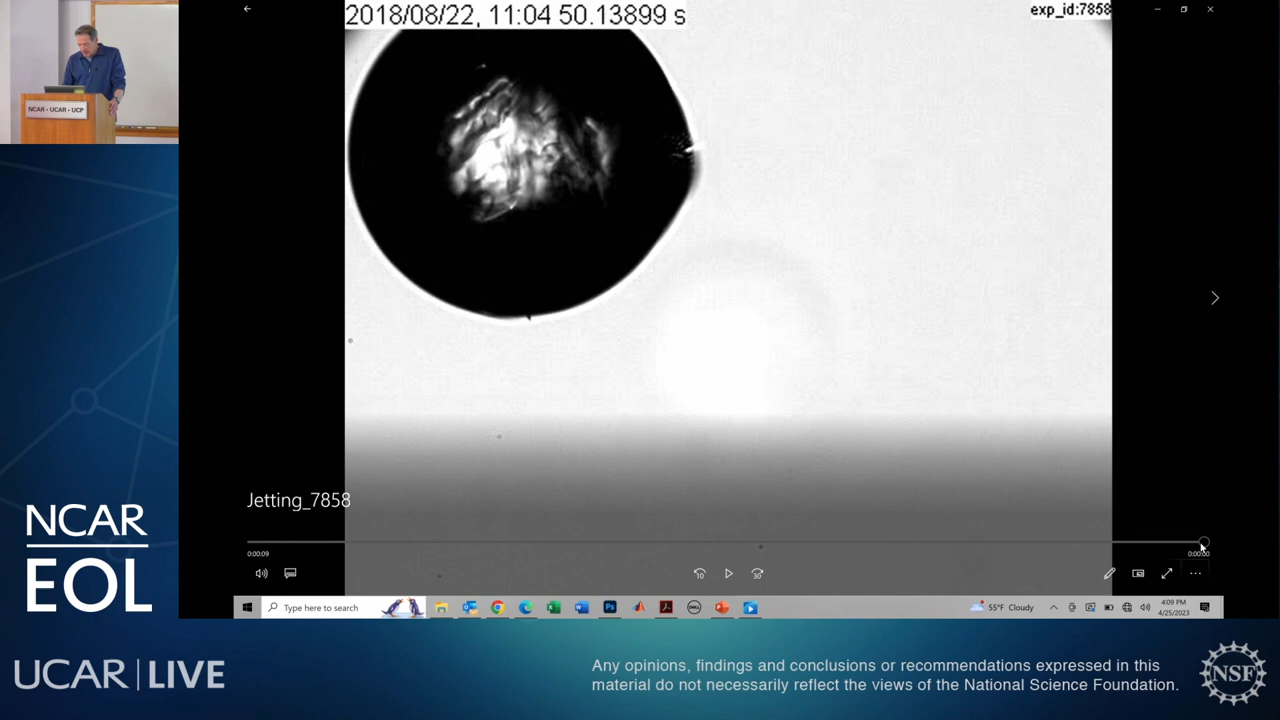 2018/08/22, 11:04 50.13899 s
exp_id:7858
NCAR • UCAR • UCP
Jetting_7858
0:00:09
0:00:00
10
30
Type here to search
55°F Cloudy
4:09 PM
4/25/2023
NCAR
EOL
UCAR | LIVE
Any opinions, findings and conclusions or recommendations expressed in this
material do not necessarily reflect the views of the National Science Foundation.
NSF